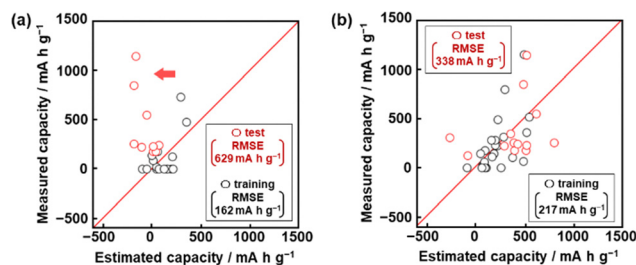 (a)
Measured capacity / mA h g⁻¹
1500
1000
500
0
−500
test
RMSE
629 mA h g⁻¹
training
RMSE
162 mA h g⁻¹
−500 0 500 1000 1500
Estimated capacity / mA h g⁻¹
(b)
Measured capacity / mA h g⁻¹
1500
1000
500
0
−500
test
RMSE
338 mA h g⁻¹
training
RMSE
217 mA h g⁻¹
−500 0 500 1000 1500
Estimated capacity / mA h g⁻¹